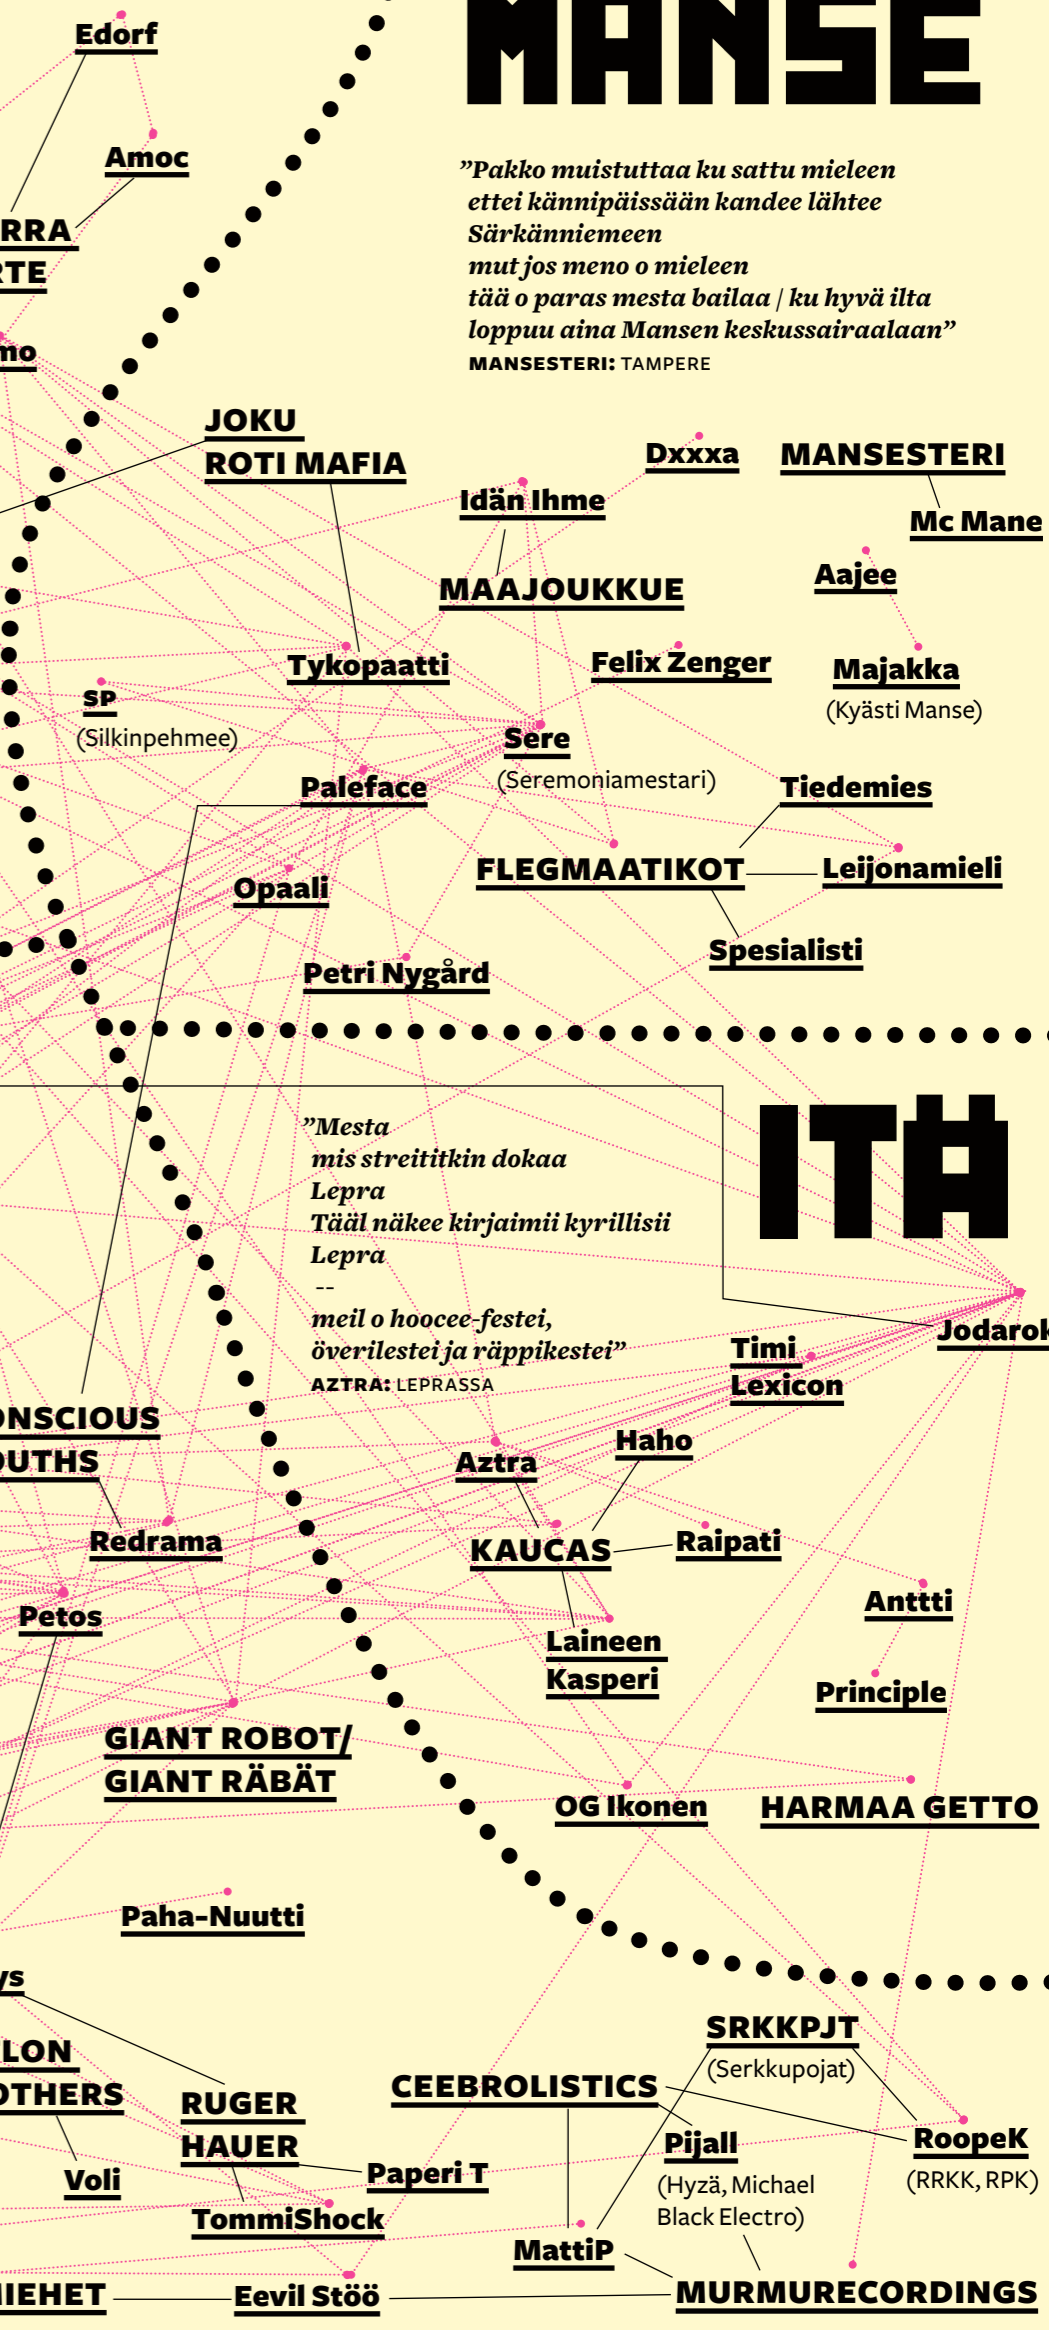 MANSE
Edorf
Amoc
RRA
RTE
mo
”Pakko muistuttaa ku sattu mieleen
ettei kännipäissään kandee lähtee
Särkänniemeen
mut jos meno o mieleen
tää o paras mesta bailaa / ku hyvä ilta
loppuu aina Mansen keskussairaalaan”
MANSESTERI: TAMPERE
JOKU
ROTI MAFIA
Dxxxa
MANSESTERI
Idän Ihme
Mc Mane
MAAJOUKKUE
Aajee
Tykopaatti
Felix Zenger
Majakka
(Kyästi Manse)
SP
(Silkinpehmee)
Sere
(Seremoniamestari)
Paleface
Tiedemies
Opaali
FLEGMAATIKOT
Leijonamieli
Spesialisti
Petri Nygård
ITÄ
”Mesta
mis streititkin dokaa
Lepra
Tääl näkee kirjaimii kyrillisii
Lepra
--
meil o hoocee-festei,
överilestei ja räppikestei”
AZTRA: LEPRASSA
Jodarok
Timi
Lexicon
ONSCIOUS
OUTHS
Haho
Aztra
Redrama
KAUCAS
Raipati
Petos
Anttti
Laineen
Kasperi
Principle
GIANT ROBOT/
GIANT RÄBÄT
OG Ikonen
HARMAA GETTO
Paha-Nuutti
ys
LON
OTHERS
Voli
RUGER
HAUER
Paperi T
TommiShock
SRKKPJT
(Serkkupojat)
CEEBROLISTICS
Pijall
(Hyzä, Michael
Black Electro)
RoopeK
(RRKK, RPK)
MattiP
IEHET
Eevil Stöö
MURMURECORDINGS